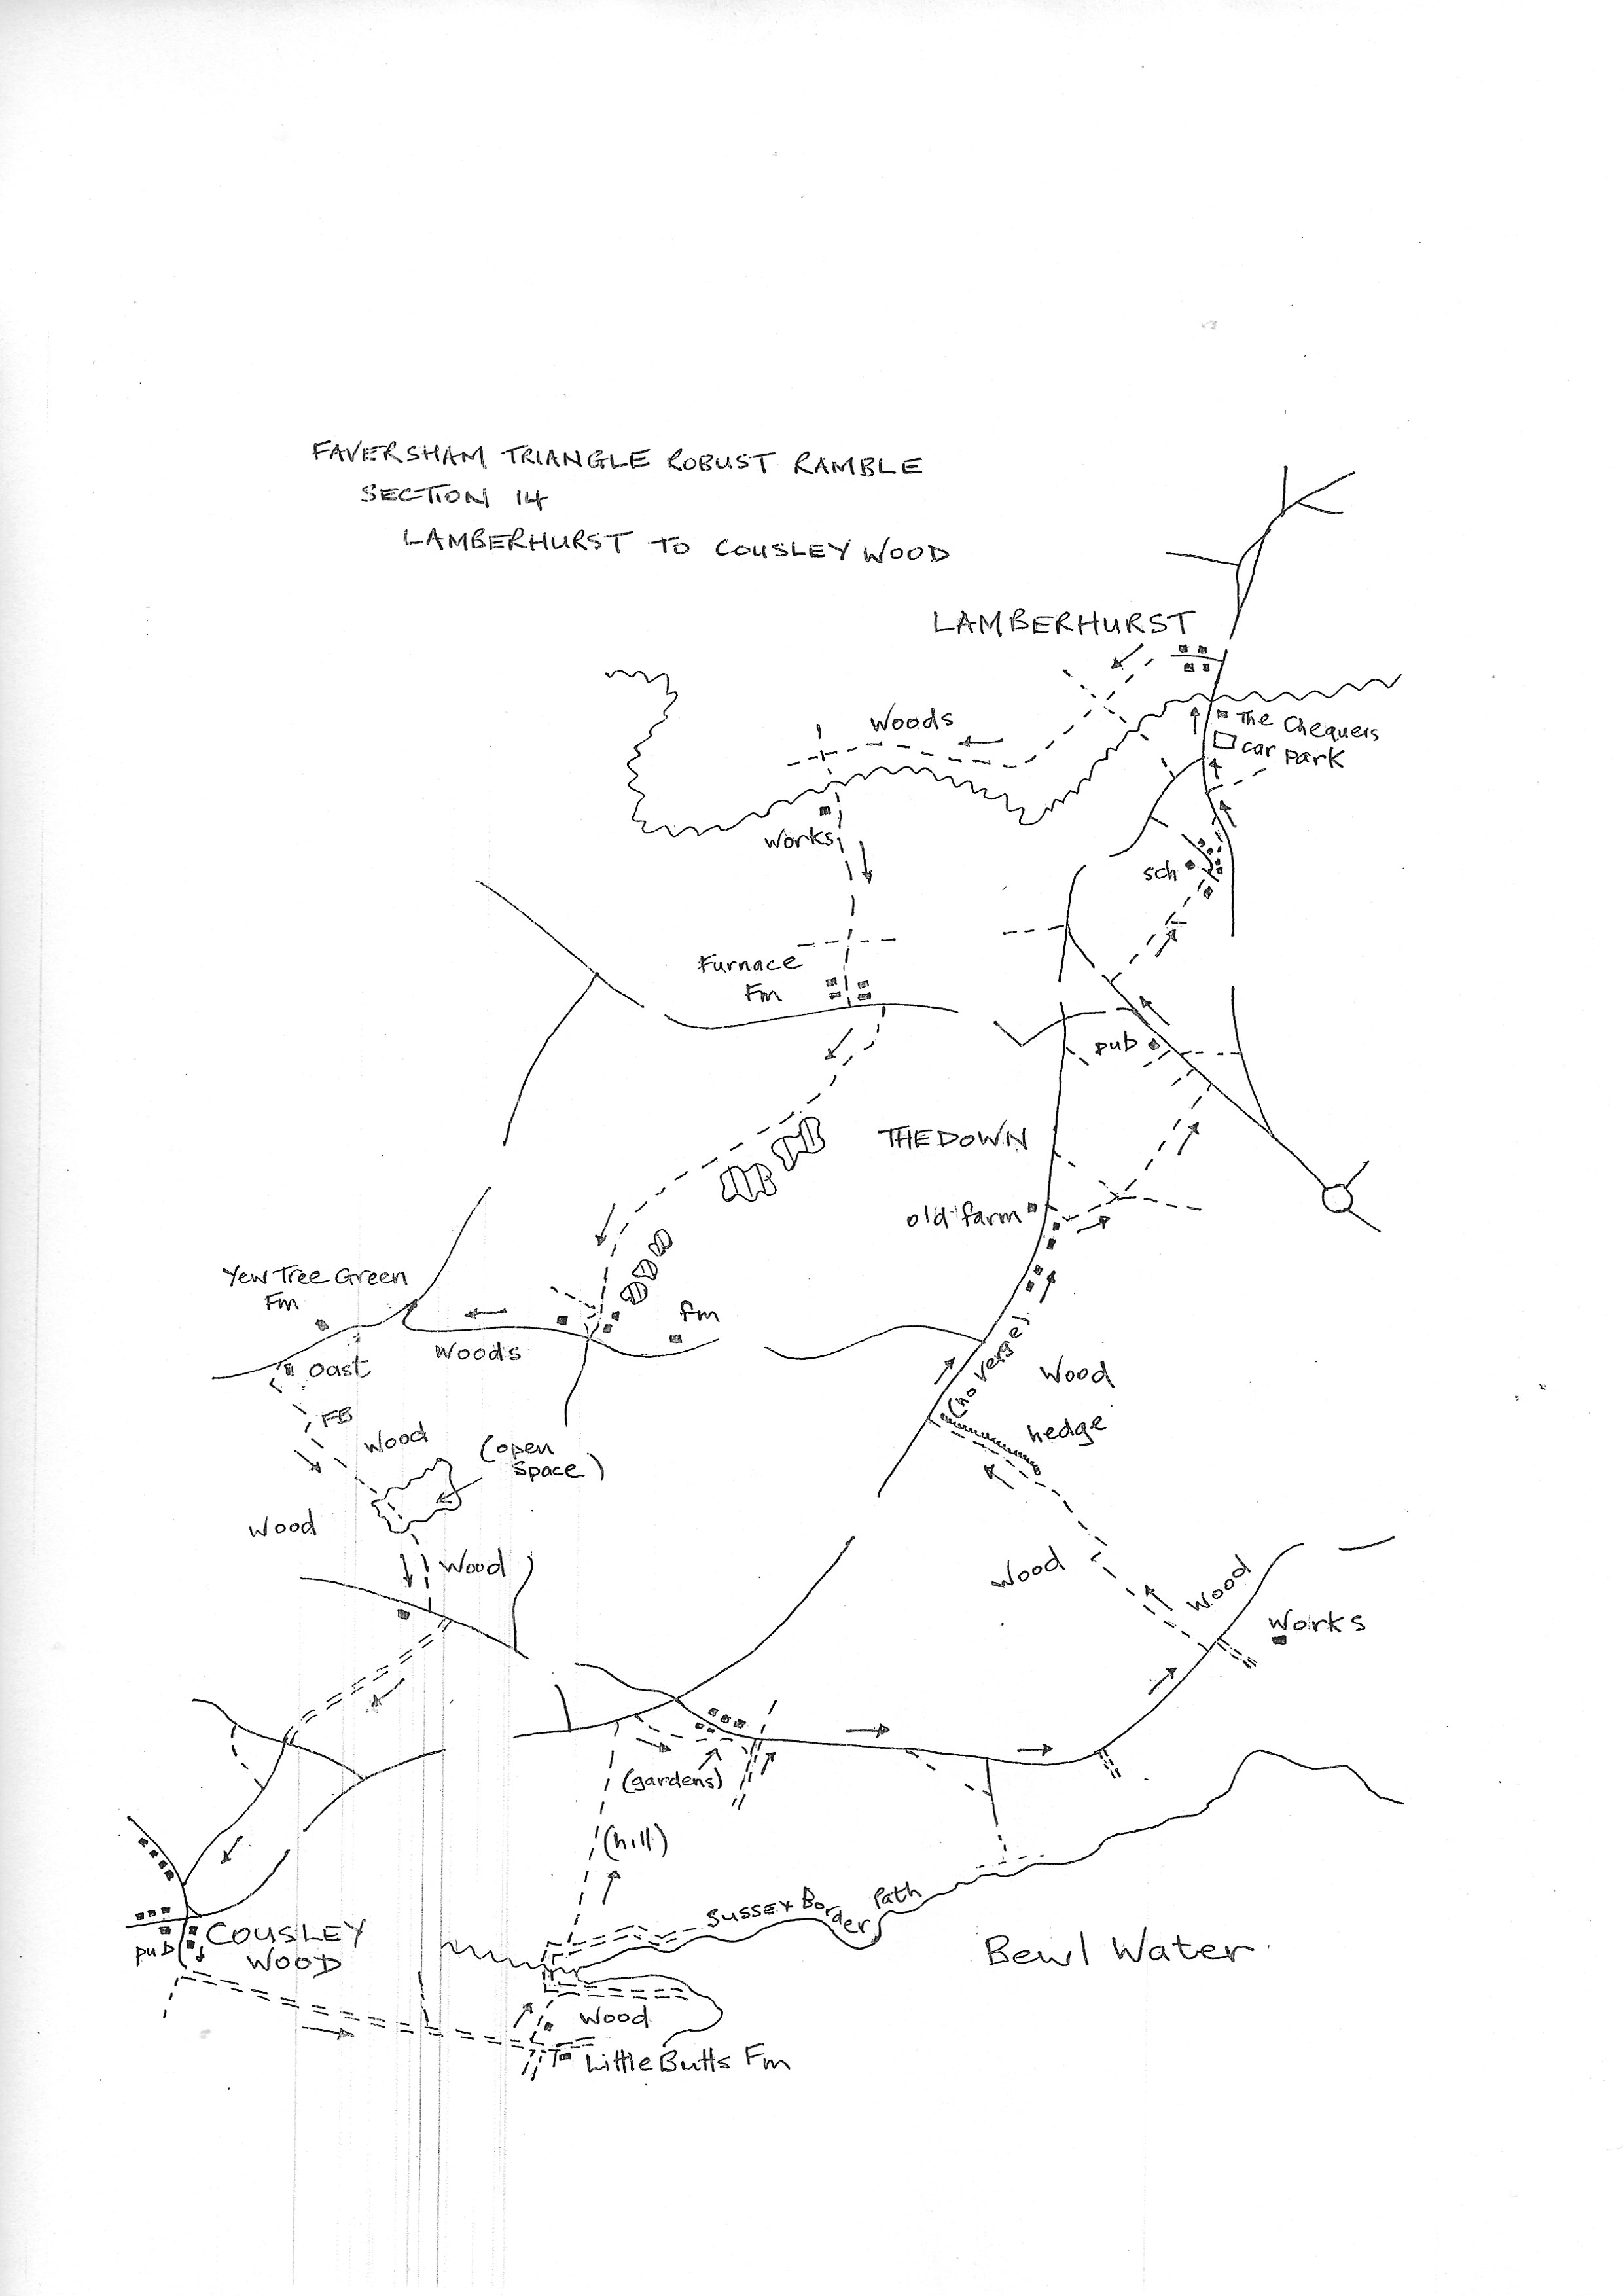 FAVERSHAM TRIANGLE ROBUST RAMBLE
SECTION 14
LAMBERHURST TO COUSLEY WOOD
LAMBERHURST
Woods
The Chequers
car park
Works
sch
Furnace
Fm
pub
THE DOWN
old farm
Yew Tree Green
Fm
fm
Oast
Woods
(no verge)
Wood
FB
Wood
hedge
(open
space)
Wood
Wood
Wood
Wood
Works
(gardens)
(hill)
Sussex Border Path
COUSLEY
WOOD
pub
Bewl Water
Wood
Little Butts Fm